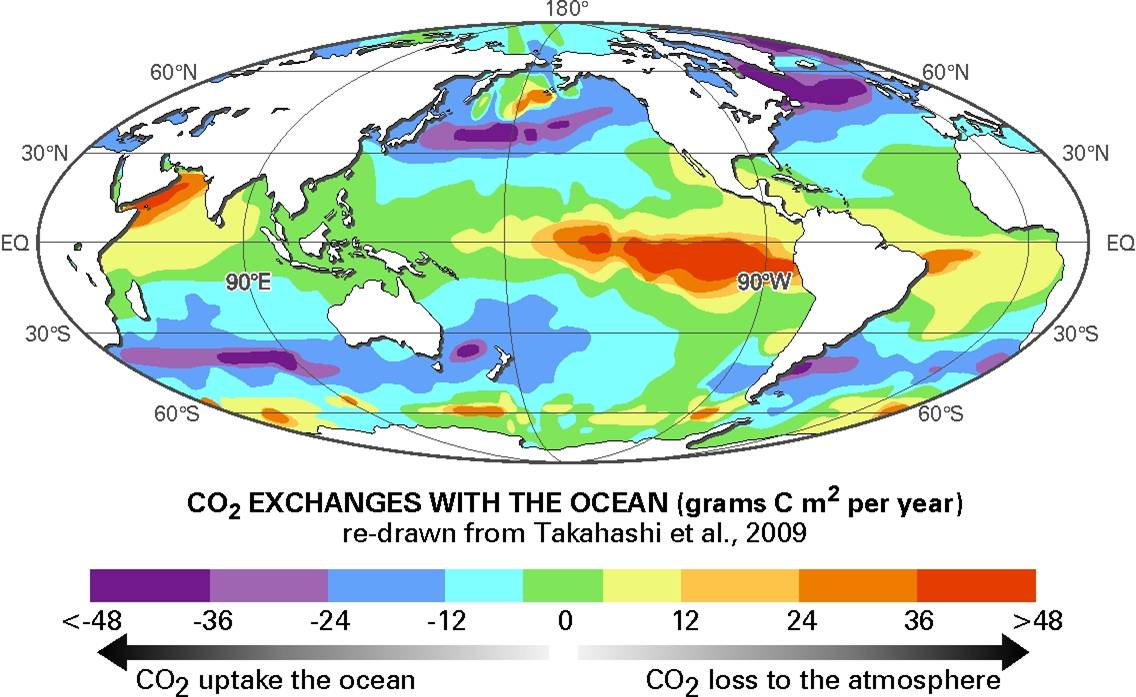 180°
60°N
60°N
30°N
30°N
EQ
EQ
90°E
90°W
30°S
30°S
60°S
60°S
CO2 EXCHANGES WITH THE OCEAN (grams C m2 per year)
re-drawn from Takahashi et al., 2009
<-48 -36 -24 -12 0 12 24 36 >48
CO2 uptake the ocean
CO2 loss to the atmosphere